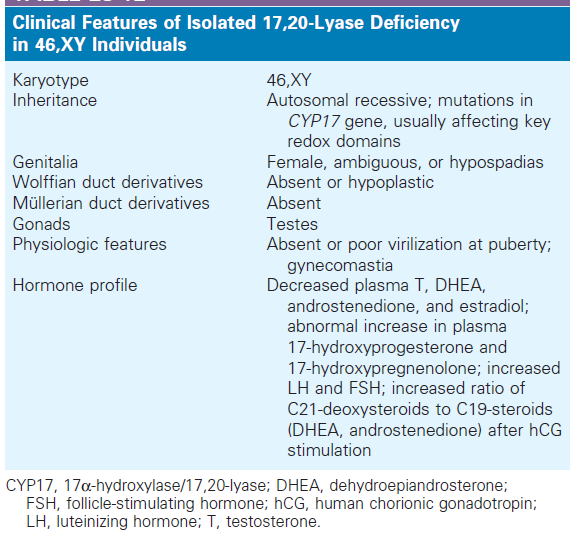 Clinical Features of Isolated 17,20-Lyase Deficiency
in 46,XY Individuals
Karyotype 46,XY
Inheritance Autosomal recessive; mutations in
CYP17 gene, usually affecting key
redox domains
Genitalia Female, ambiguous, or hypospadias
Wolffian duct derivatives Absent or hypoplastic
Müllerian duct derivatives Absent
Gonads Testes
Physiologic features Absent or poor virilization at puberty;
gynecomastia
Hormone profile Decreased plasma T, DHEA,
androstenedione, and estradiol;
abnormal increase in plasma
17-hydroxyprogesterone and
17-hydroxypregnenolone; increased
LH and FSH; increased ratio of
C21-deoxysteroids to C19-steroids
(DHEA, androstenedione) after hCG
stimulation
CYP17, 17α-hydroxylase/17,20-lyase; DHEA, dehydroepiandrosterone;
FSH, follicle-stimulating hormone; hCG, human chorionic gonadotropin;
LH, luteinizing hormone; T, testosterone.